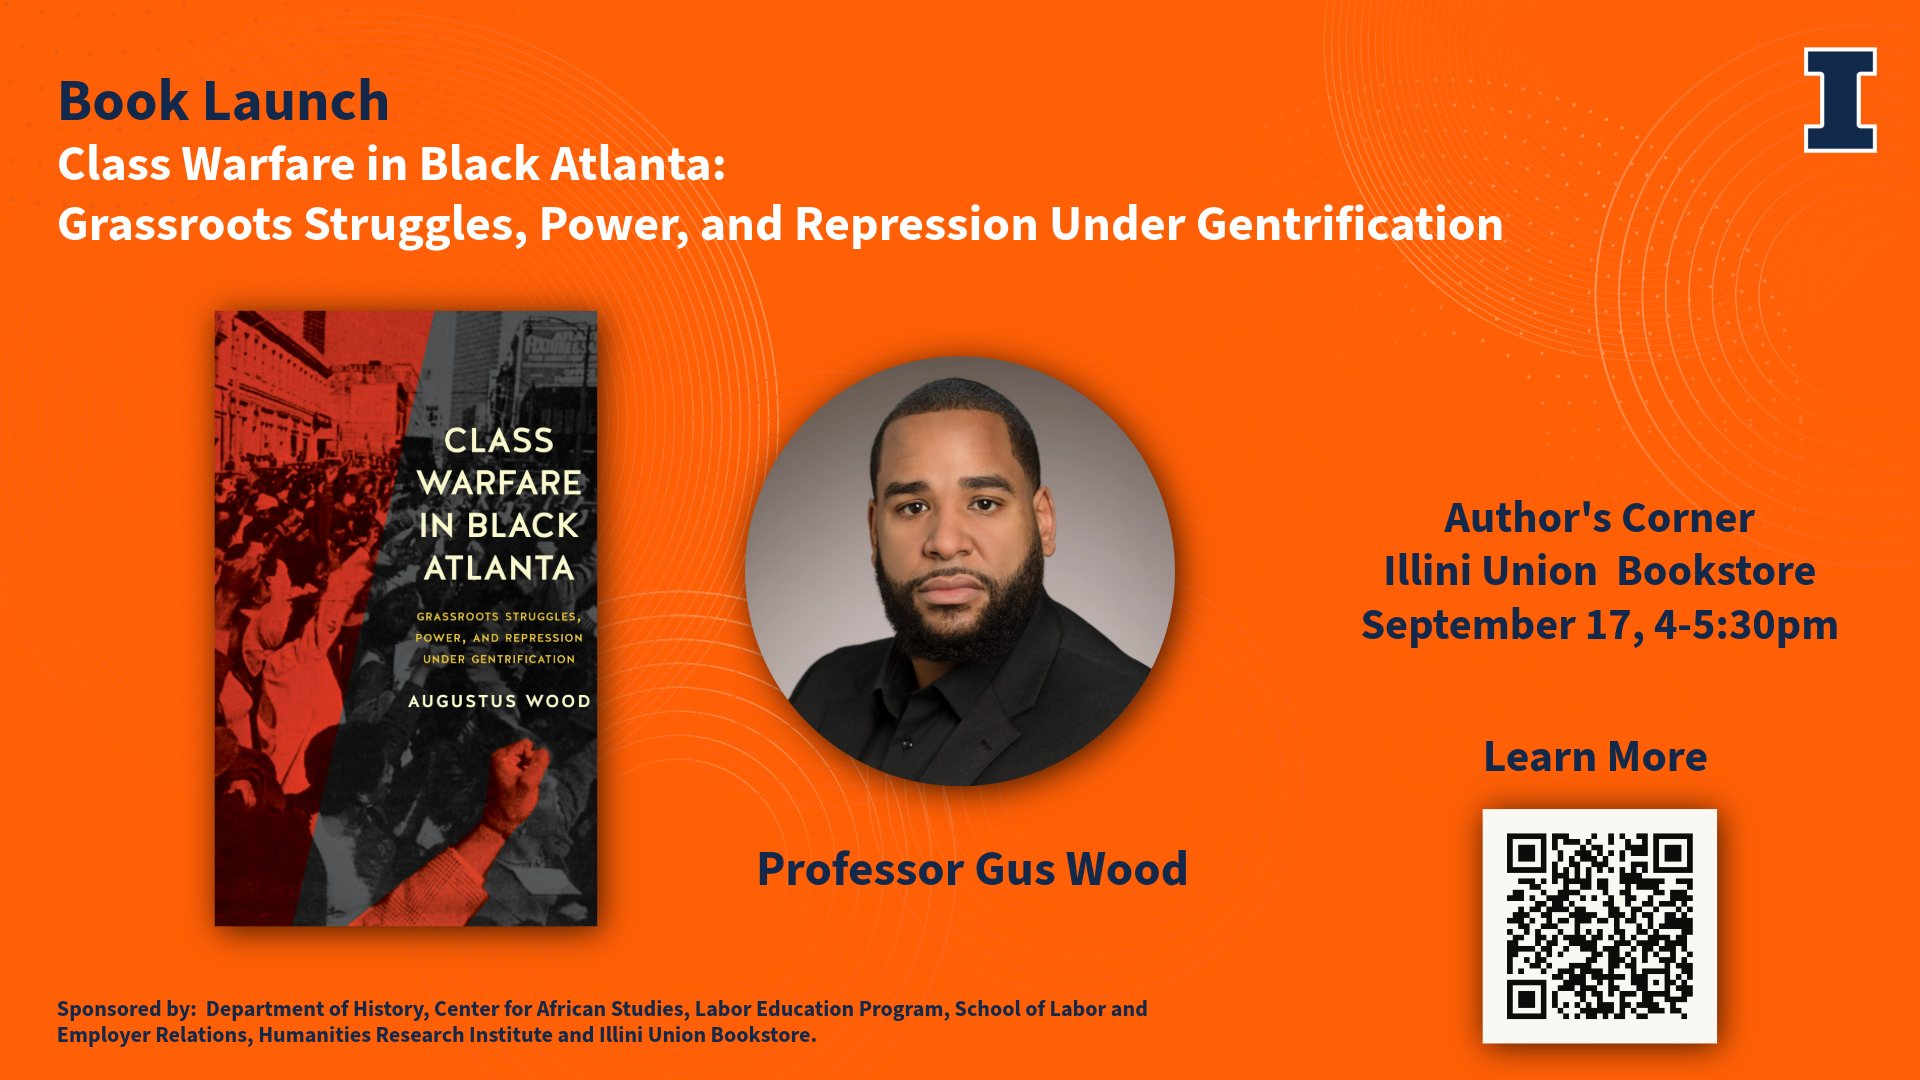 Book Launch
Class Warfare in Black Atlanta:
Grassroots Struggles, Power, and Repression Under Gentrification
I
CLASS
WARFARE
IN BLACK
ATLANTA
GRASSROOTS STRUGGLES,
POWER, AND REPRESSION
UNDER GENTRIFICATION
AUGUSTUS WOOD
Professor Gus Wood
Author's Corner
Illini Union Bookstore
September 17, 4-5:30pm
Learn More
Sponsored by: Department of History, Center for African Studies, Labor Education Program, School of Labor and
Employer Relations, Humanities Research Institute and Illini Union Bookstore.